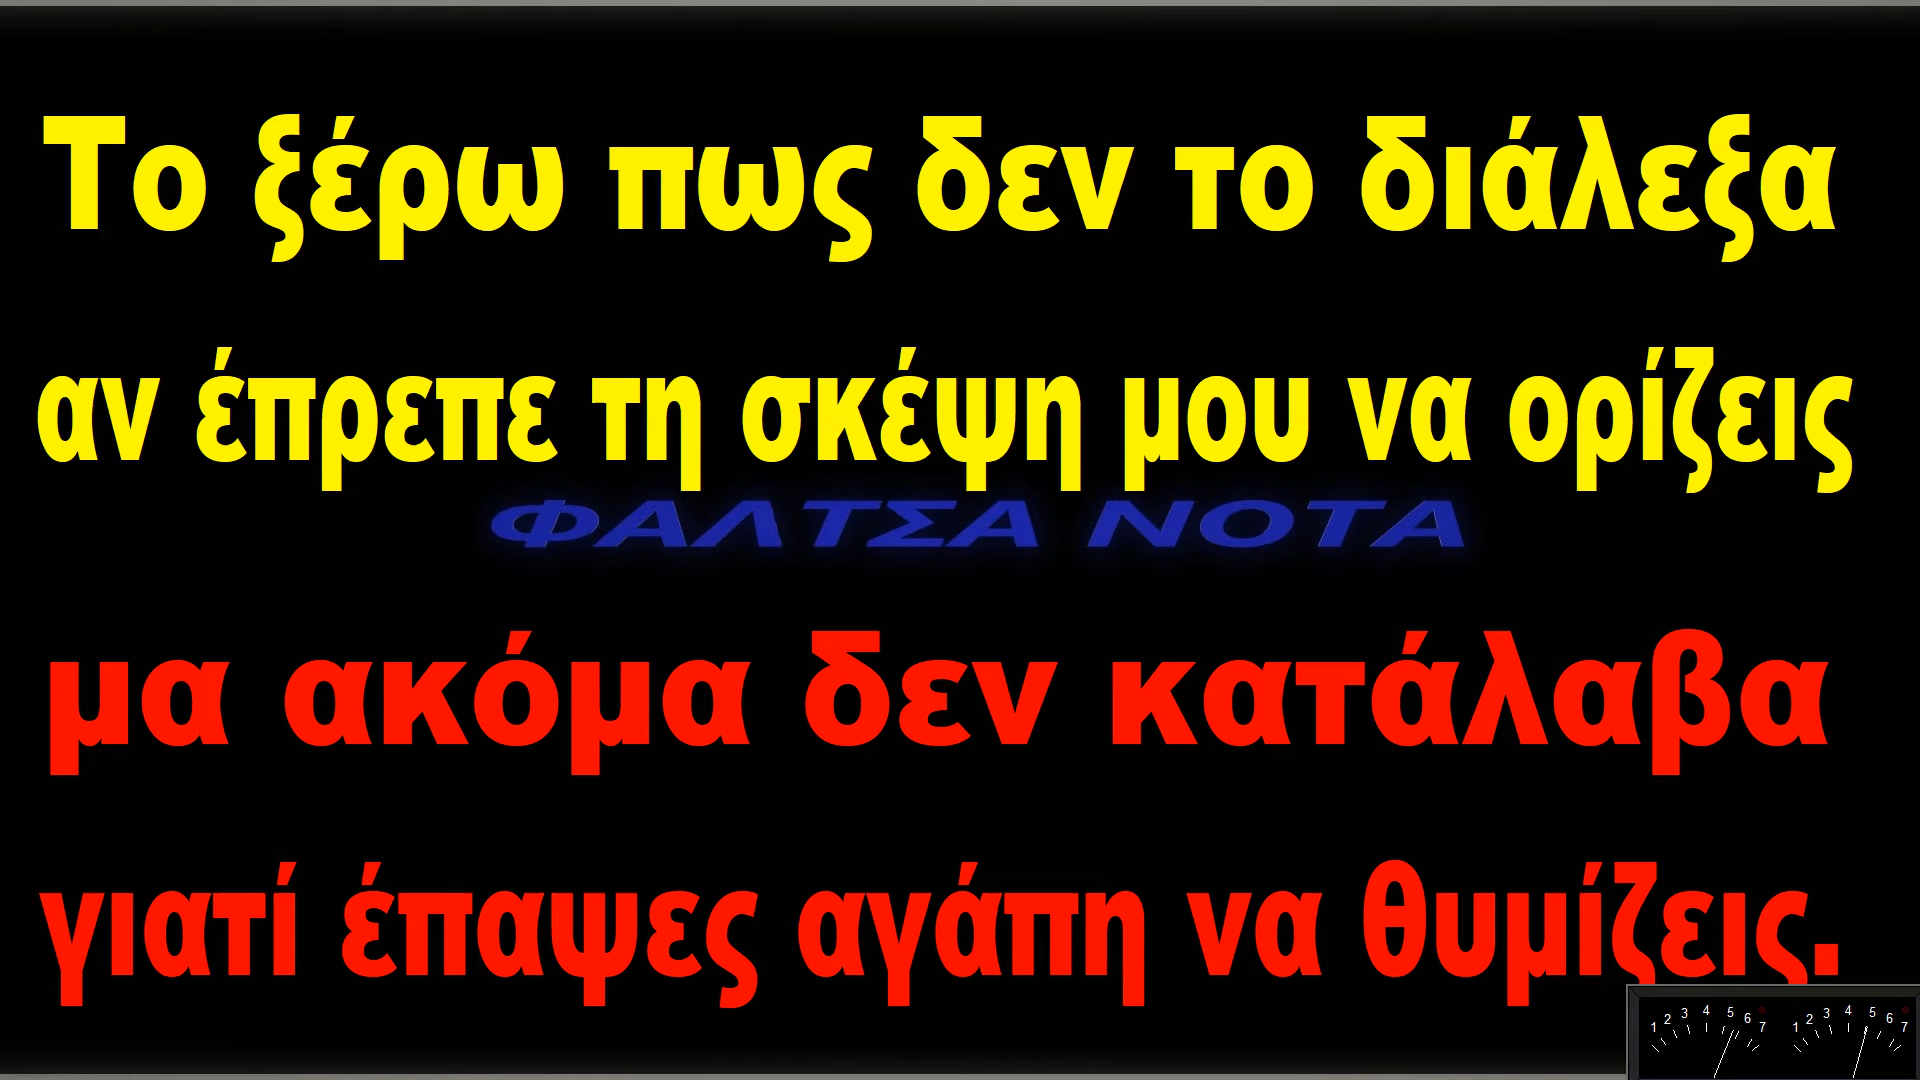 Το ξέρω πως δεν το διάλεξα
αν έπρεπε τη σκέψη μου να ορίζεις
ΦΑΛΤΣΑ ΝΟΤΑ
μα ακόμα δεν κατάλαβα
γιατί έπαψες αγάπη να θυμίζεις.
1 2 3 4 5 6 7 1 2 3 4 5 6 7